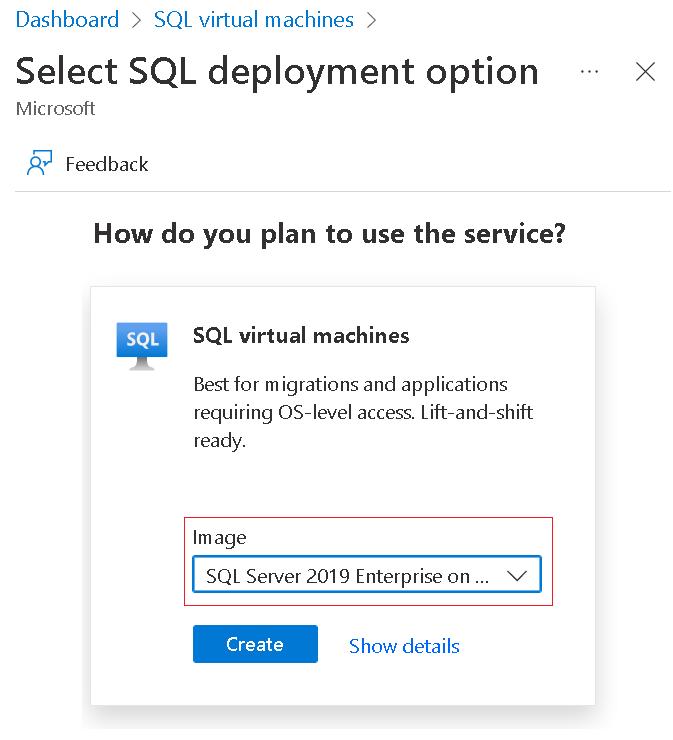 Dashboard > SQL virtual machines >
Select SQL deployment option ...
Microsoft
Feedback
How do you plan to use the service?
SQL
SQL virtual machines
Best for migrations and applications
requiring OS-level access. Lift-and-shift
ready.
Image
SQL Server 2019 Enterprise on ...
Create
Show details